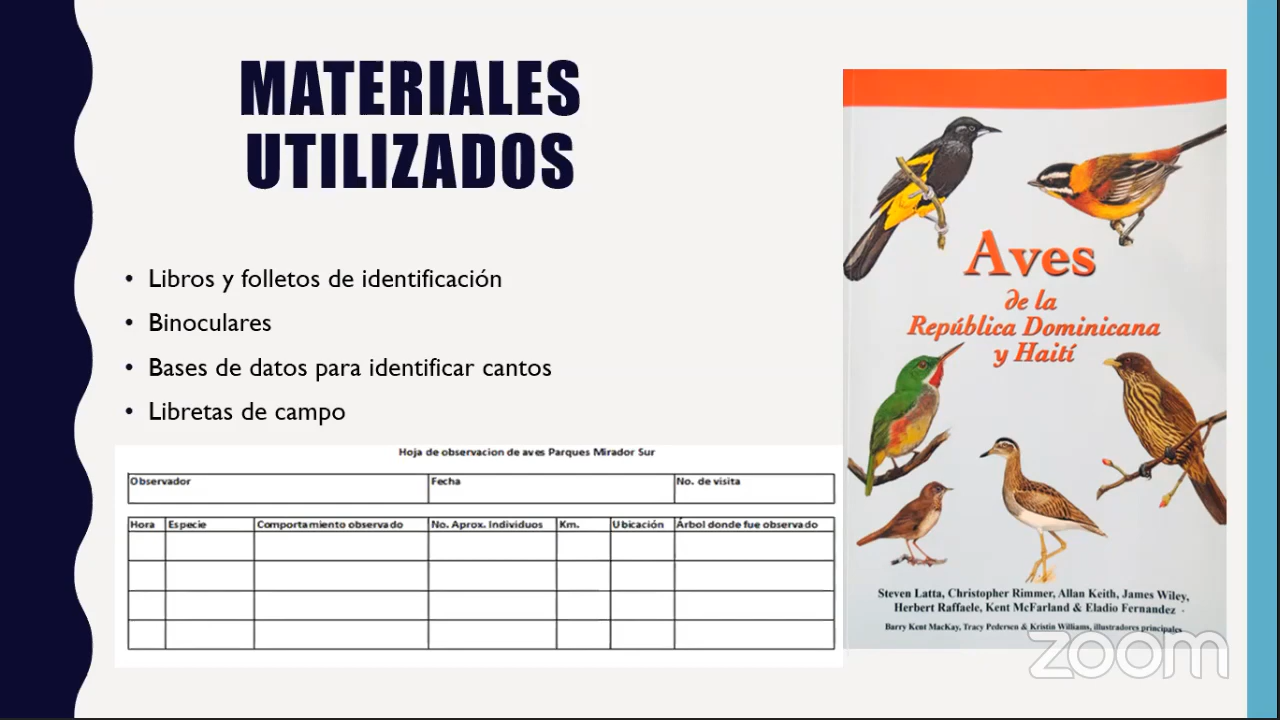 MATERIALES
UTILIZADOS
• Libros y folletos de identificación
• Binoculares
• Bases de datos para identificar cantos
• Libretas de campo
Hoja de observacion de aves Parques Mirador Sur
Observador Fecha No. de visita
Hora Especie Comportamiento observado No. Aprox. Individuos Km. Ubicación Árbol donde fue observado
Aves
de la
República Dominicana
y Haití
Steven Latta, Christopher Rimmer, Allan Keith, James Wiley,
Herbert Raffaele, Kent McFarland & Eladio Fernandez
Barry Kent MacKay, Tracy Pedersen & Kristin Williams, illustradores principales
zoom